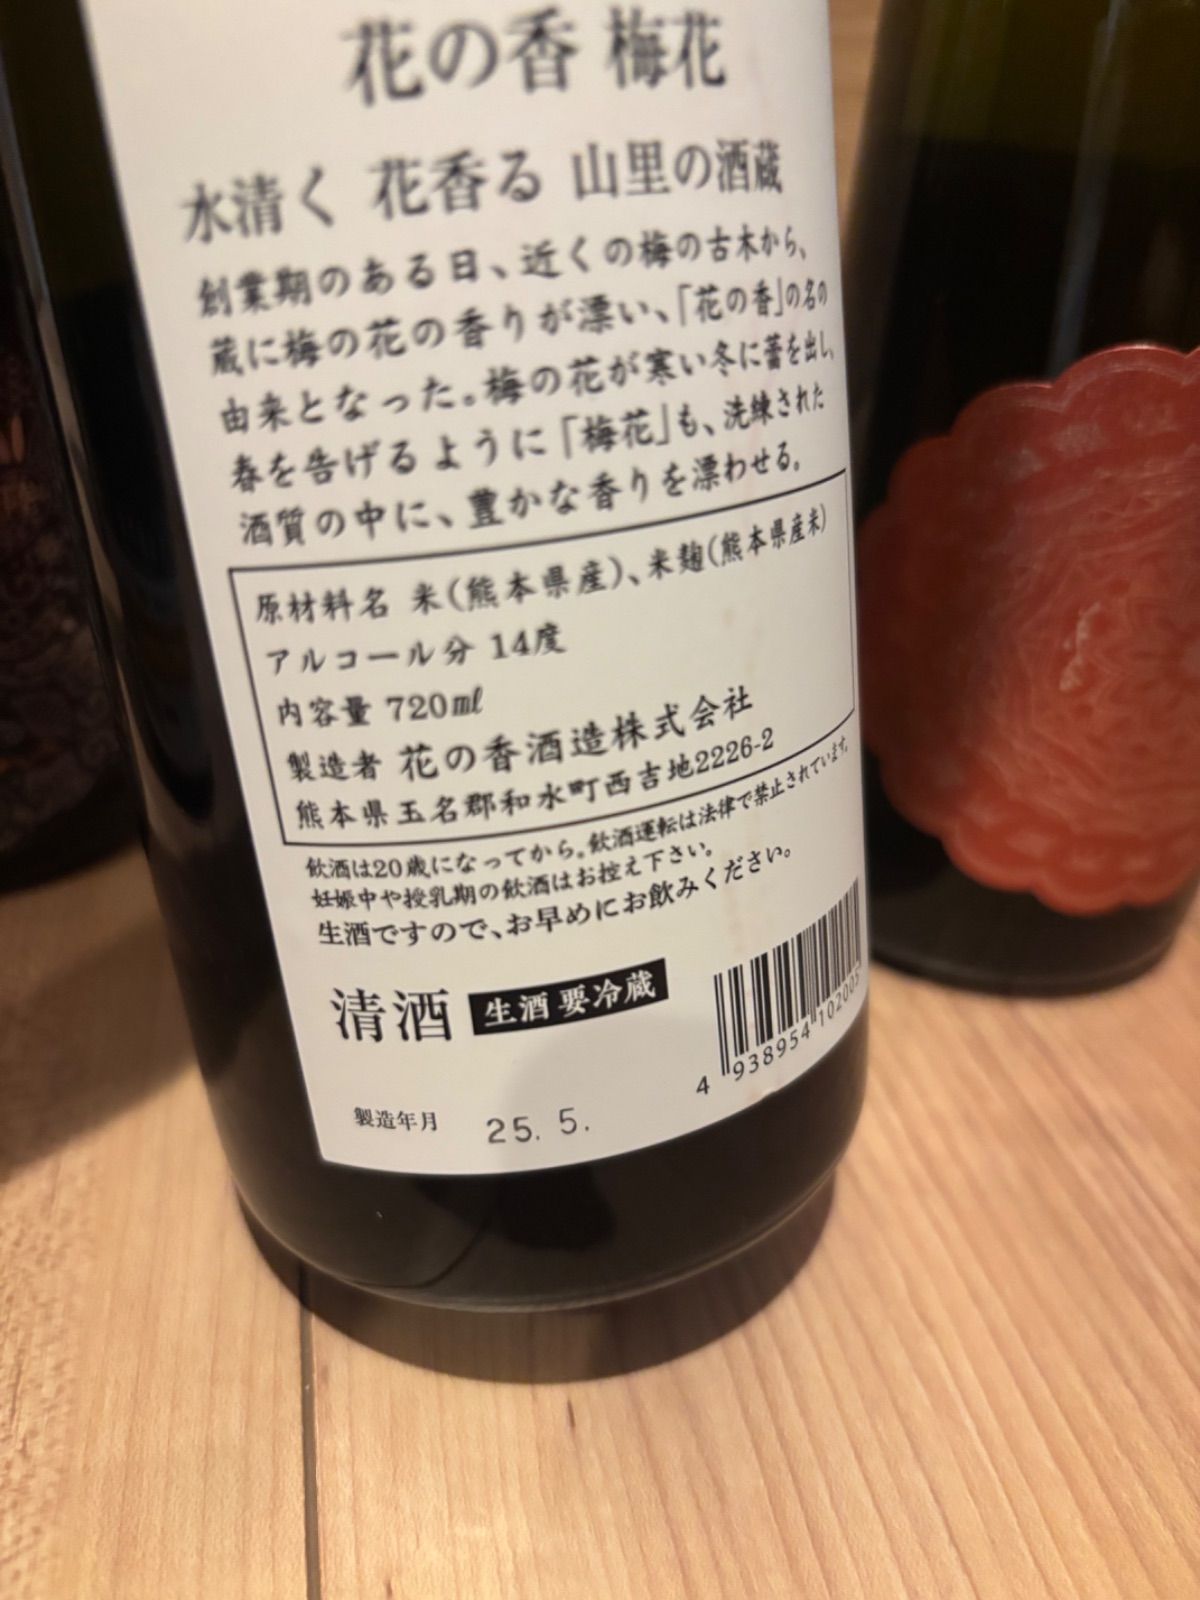 花の香 梅花
水清く 花香る 山里の酒蔵
創業期のある日、近くの梅の古木から、
蔵に梅の花の香りが漂い、「花の香」の名の
由来となった。梅の花が寒い冬に蕾を出し、
春を告げるように「梅花」も、洗練された
酒質の中に、豊かな香りを漂わせる。
原材料名 米(熊本県産)、米麹(熊本県産米)
アルコール分 14度
内容量 720㎖
製造者 花の香酒造株式会社
熊本県玉名郡和水町西吉地2226-2
飲酒は20歳になってから。飲酒運転は法律で禁止されています。
妊娠中や授乳期の飲酒はお控え下さい。
生酒ですので、お早めにお飲みください。
清酒 生酒 要冷蔵
4 938954 102005
製造年月 25. 5.